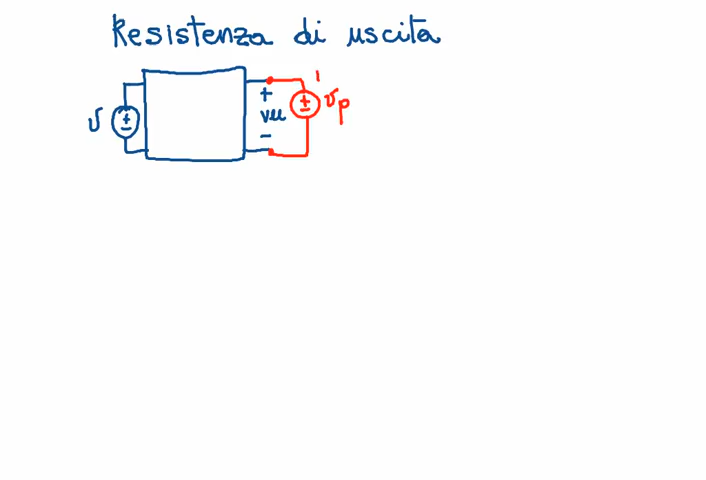 Resistenza di uscita
v + - + vu - + - vp